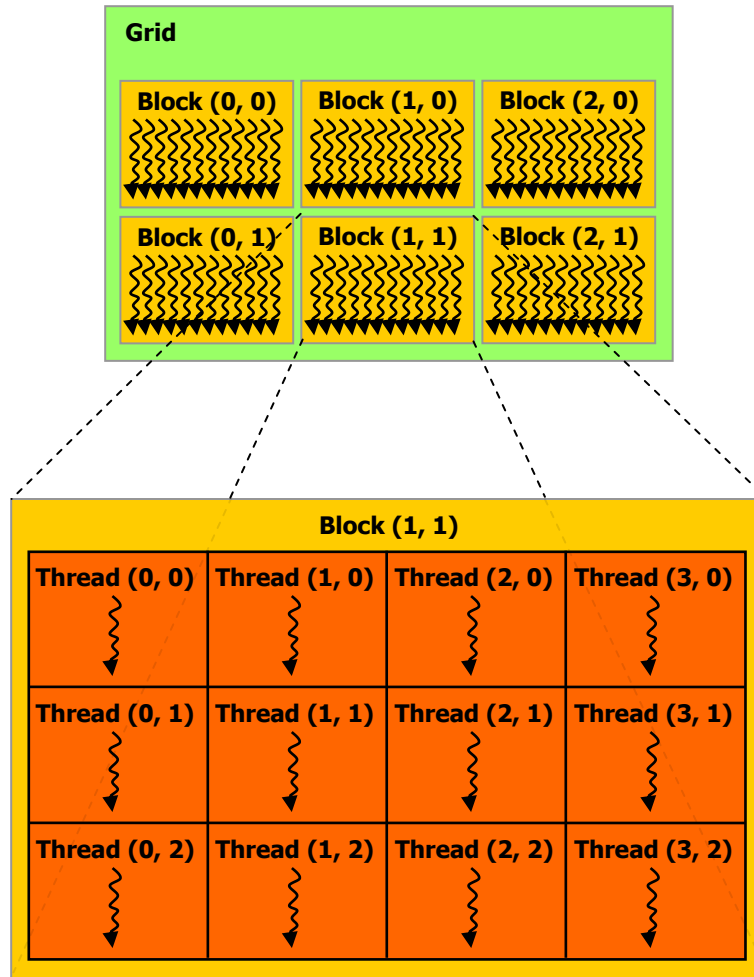 Grid
Block (0, 0) Block (1, 0) Block (2, 0)
Block (0, 1) Block (1, 1) Block (2, 1)
Block (1, 1)
Thread (0, 0) Thread (1, 0) Thread (2, 0) Thread (3, 0)
Thread (0, 1) Thread (1, 1) Thread (2, 1) Thread (3, 1)
Thread (0, 2) Thread (1, 2) Thread (2, 2) Thread (3, 2)